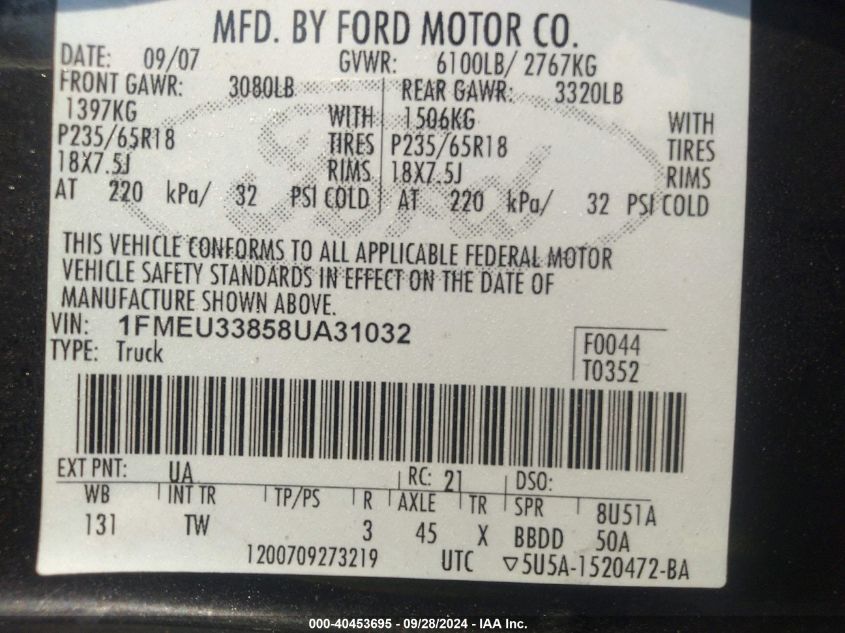 MFD. BY FORD MOTOR CO.
DATE: 09/07 GVWR: 6100LB/ 2767KG
FRONT GAWR: 3080LB REAR GAWR: 3320LB
1397KG WITH 1506KG WITH
P235/65R18 TIRES P235/65R18 TIRES
18X7.5J RIMS 18X7.5J RIMS
AT 220 kPa/ 32 PSI COLD AT 220 kPa/ 32 PSI COLD
Ford
THIS VEHICLE CONFORMS TO ALL APPLICABLE FEDERAL MOTOR
VEHICLE SAFETY STANDARDS IN EFFECT ON THE DATE OF
MANUFACTURE SHOWN ABOVE.
VIN: 1FMEU33858UA31032
TYPE: Truck
F0044
T0352
EXT PNT: UA RC: 21 DSO:
WB INT TR TP/PS R AXLE TR SPR 8U51A
131 TW 3 45 X BBDD 50A
1200709273219 UTC ▽5U5A-1520472-BA
000-40453695 - 09/28/2024 - IAA Inc.